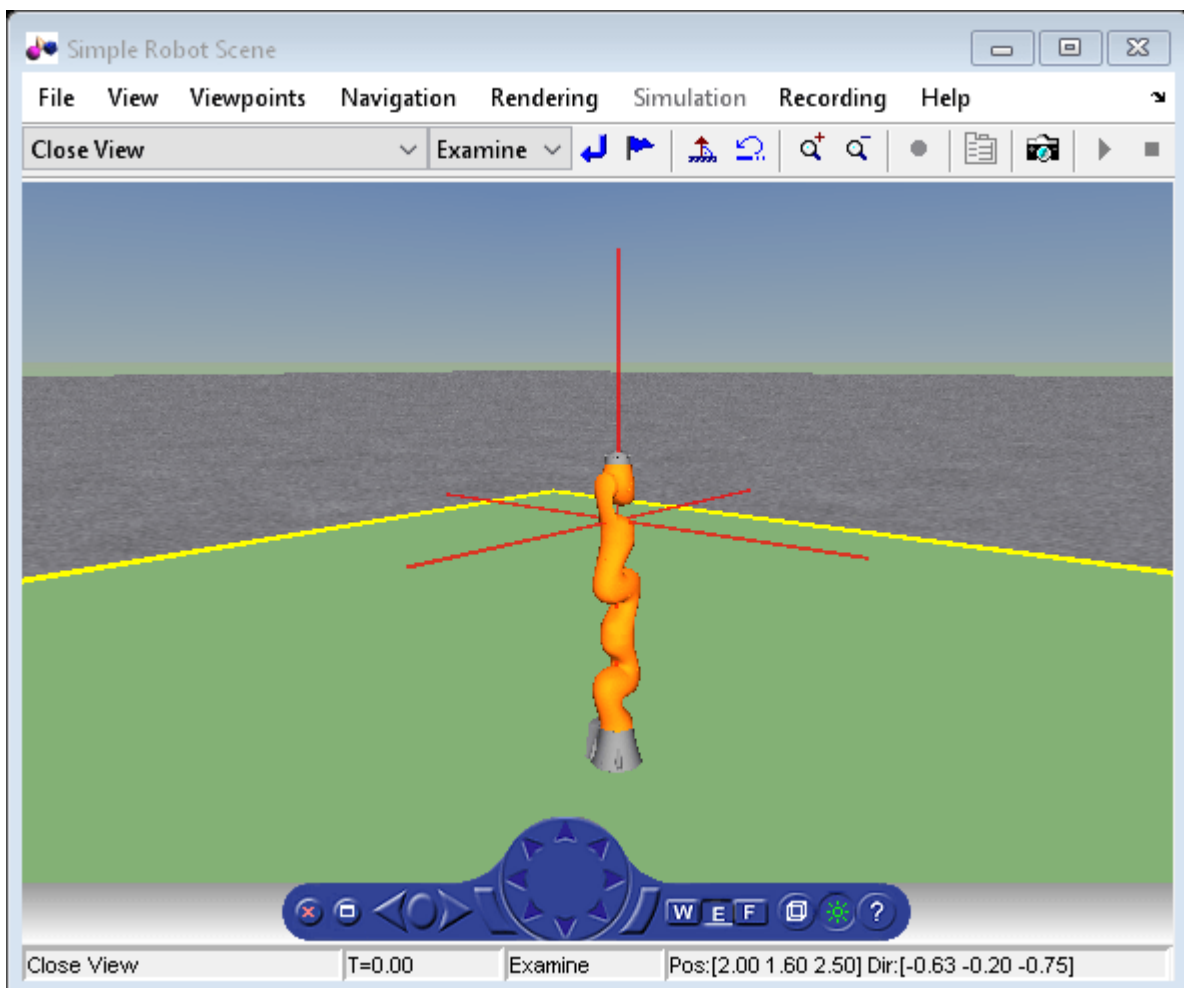 Simple Robot Scene
File View Viewpoints Navigation Rendering Simulation Recording Help
Close View Examine
W E F ?
Close View T=0.00 Examine Pos:[2.00 1.60 2.50] Dir:[-0.63 -0.20 -0.75]